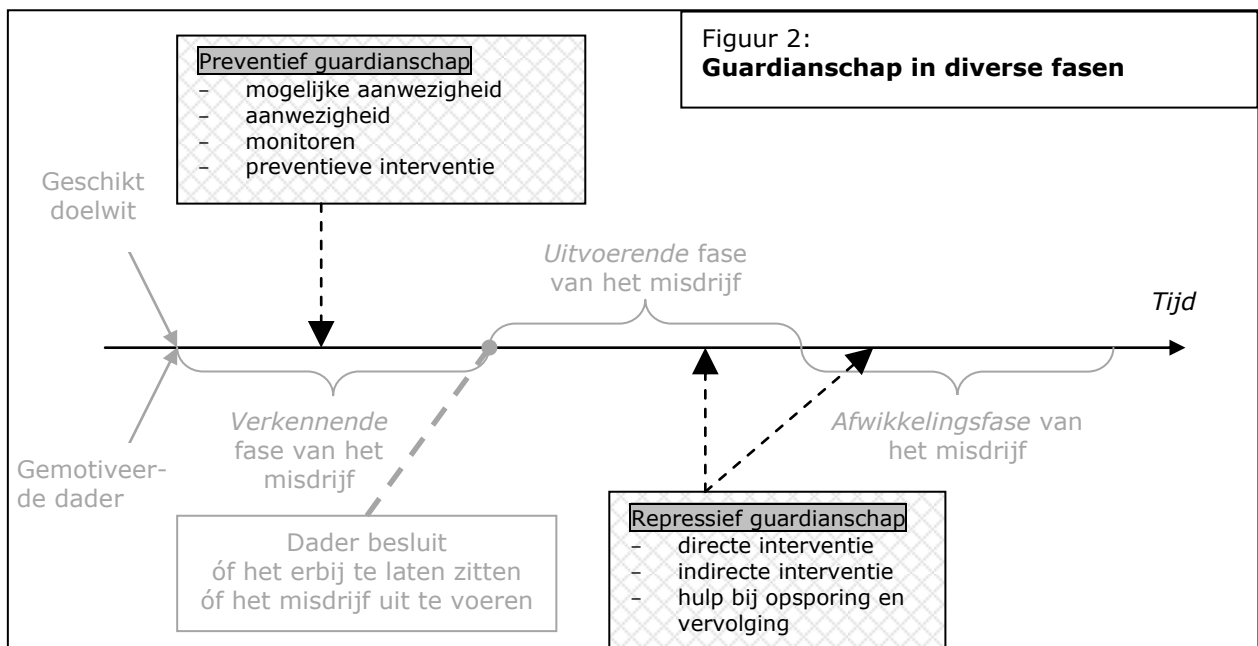 Figuur 2:
Guardianschap in diverse fasen
Preventief guardianschap
– mogelijke aanwezigheid
– aanwezigheid
– monitoren
– preventieve interventie
Geschikt
doelwit
Uitvoerende fase
van het misdrijf
Tijd
Verkennende
fase van het
misdrijf
Afwikkelingsfase van
het misdrijf
Gemotiveer-
de dader
Dader besluit
óf het erbij te laten zitten
óf het misdrijf uit te voeren
Repressief guardianschap
– directe interventie
– indirecte interventie
– hulp bij opsporing en
vervolging